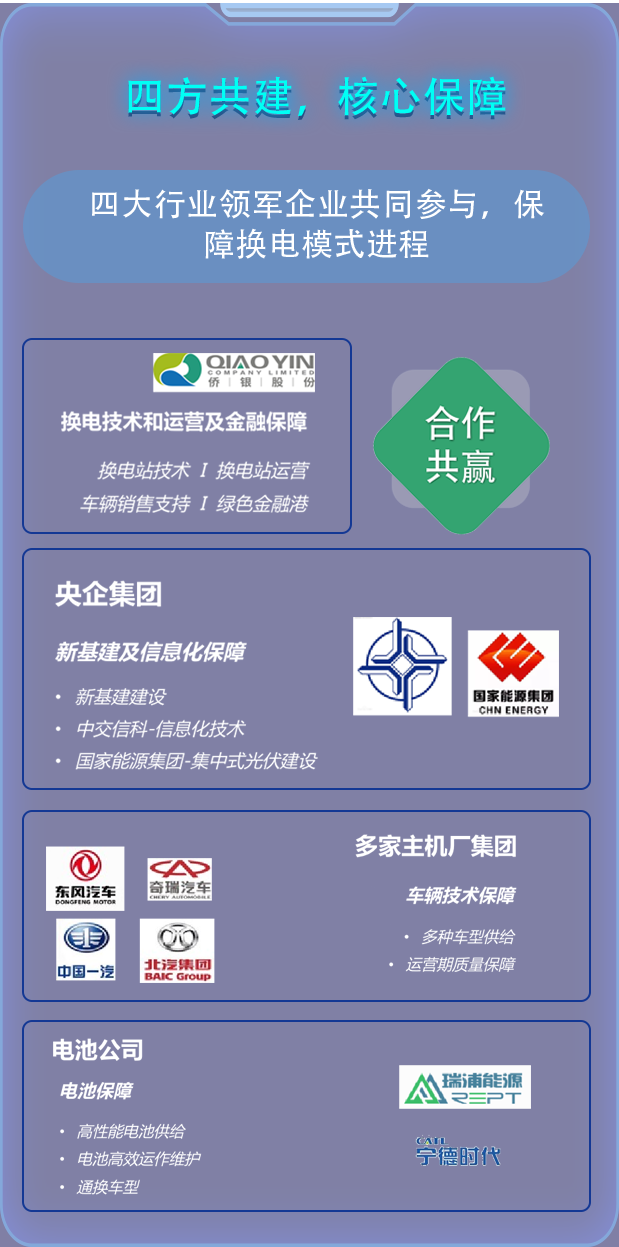 四方共建，核心保障
四大行业领军企业共同参与，保
障换电模式进程
QIAOYIN
COMPANY LIMITED
侨|银|股|份
换电技术和运营及金融保障
换电站技术 I 换电站运营
车辆销售支持 I 绿色金融港
合作
共赢
央企集团
新基建及信息化保障
• 新基建建设
• 中交信科-信息化技术
• 国家能源集团-集中式光伏建设
国家能源集团
CHN ENERGY
多家主机厂集团
车辆技术保障
• 多种车型供给
• 运营期质量保障
东风汽车
DONGFENG MOTOR
奇瑞汽车
CHERY AUTOMOBILE
中国一汽
北汽集团
BAIC Group
电池公司
电池保障
• 高性能电池供给
• 电池高效运作维护
• 通换车型
瑞浦能源
REPT
CATL
宁德时代